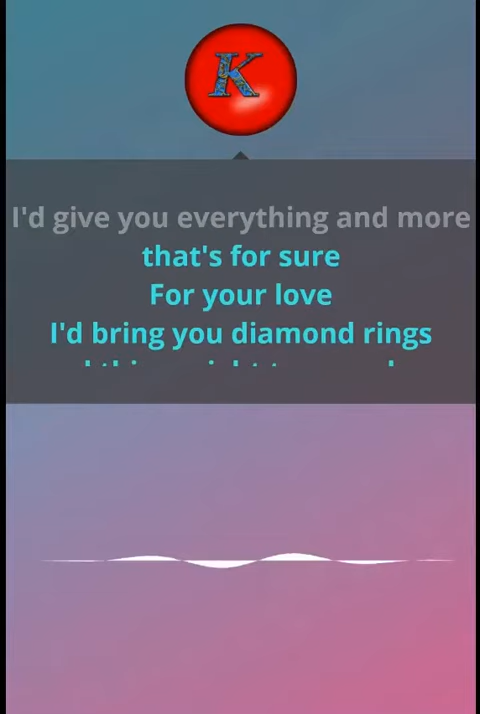 K
I'd give you everything and more
that's for sure
For your love
I'd bring you diamond rings